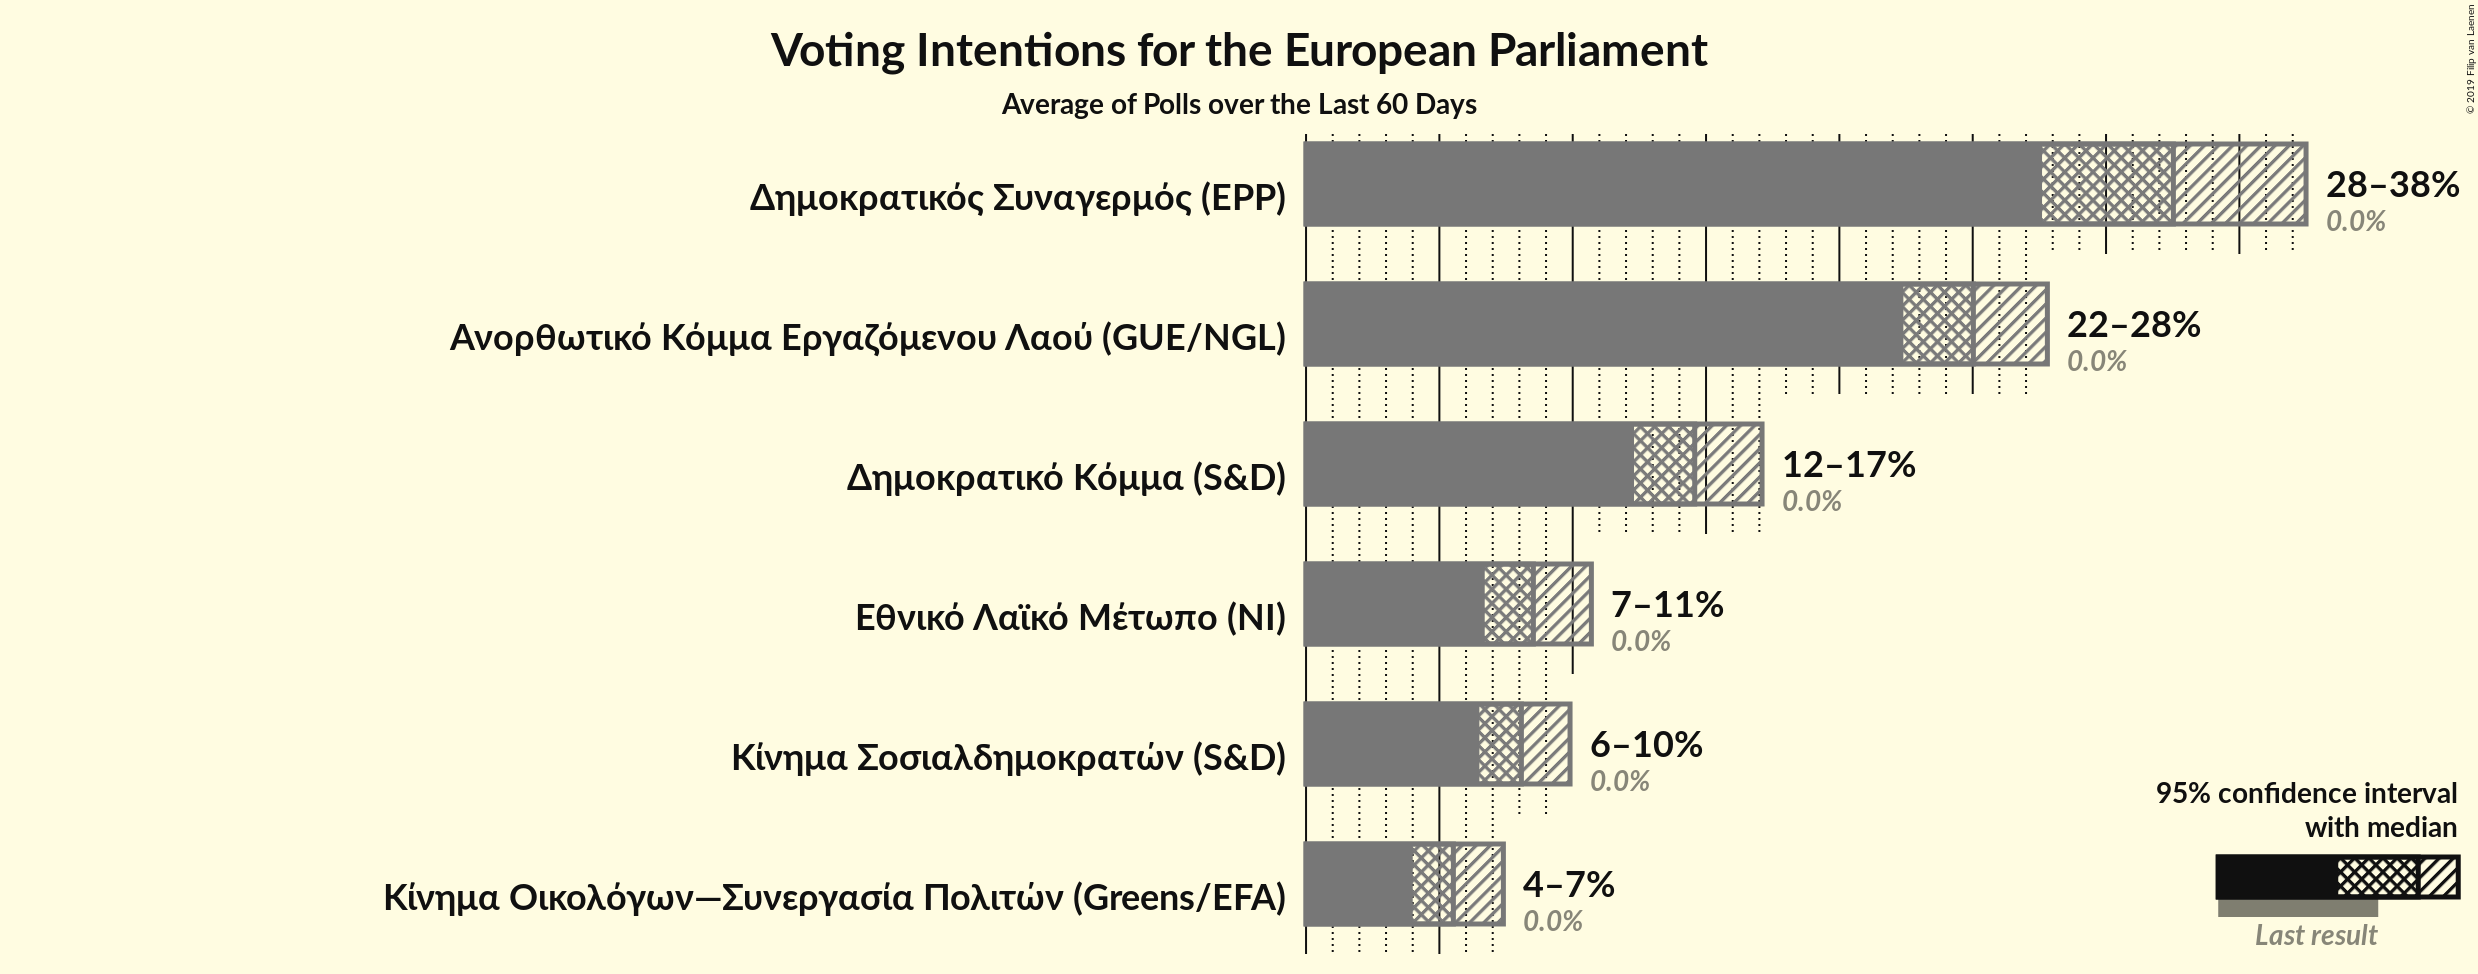 Voting Intentions for the European Parliament
Average of Polls over the Last 60 Days
© 2019 Filip van Laenen
Δημοκρατικός Συναγερμός (EPP)
28–38%
0.0%
Ανορθωτικό Κόμμα Εργαζόμενου Λαού (GUE/NGL)
22–28%
0.0%
Δημοκρατικό Κόμμα (S&D)
12–17%
0.0%
Εθνικό Λαϊκό Μέτωπο (NI)
7–11%
0.0%
Κίνημα Σοσιαλδημοκρατών (S&D)
6–10%
0.0%
Κίνημα Οικολόγων—Συνεργασία Πολιτών (Greens/EFA)
4–7%
0.0%
95% confidence interval
with median
Last result